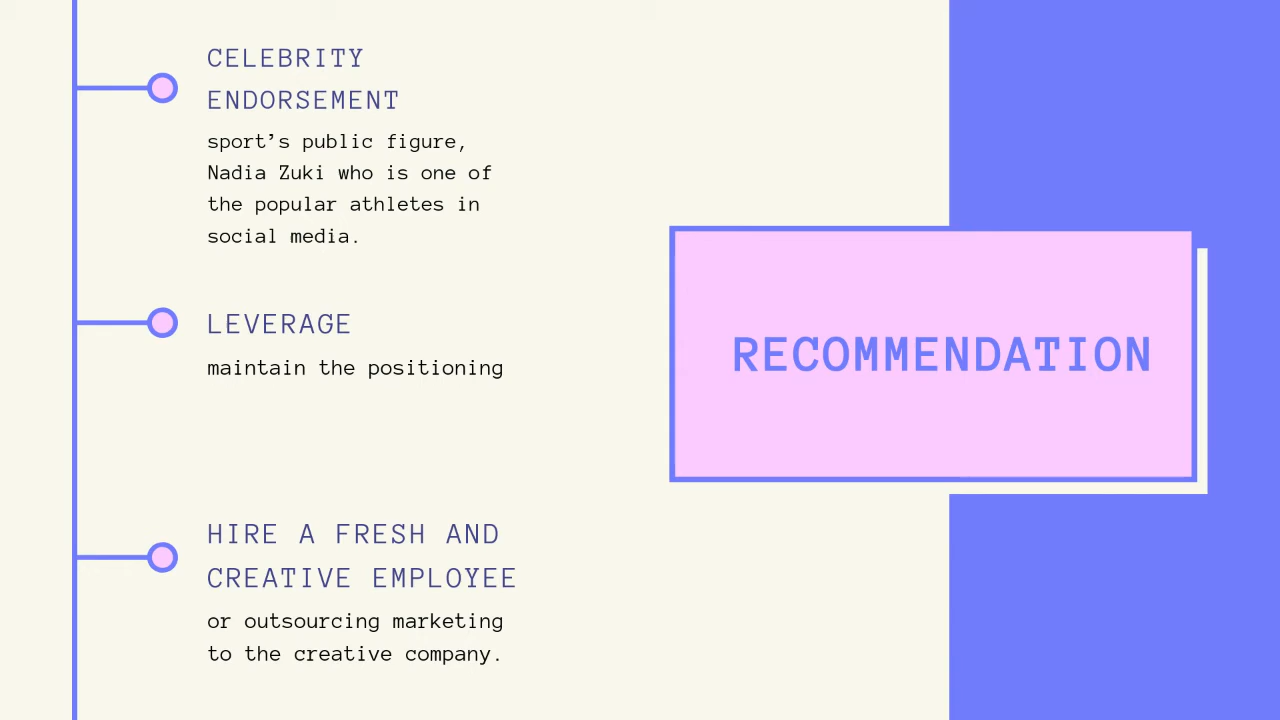 CELEBRITY
ENDORSEMENT
sport’s public figure,
Nadia Zuki who is one of
the popular athletes in
social media.
LEVERAGE
maintain the positioning
HIRE A FRESH AND
CREATIVE EMPLOYEE
or outsourcing marketing
to the creative company.
RECOMMENDATION